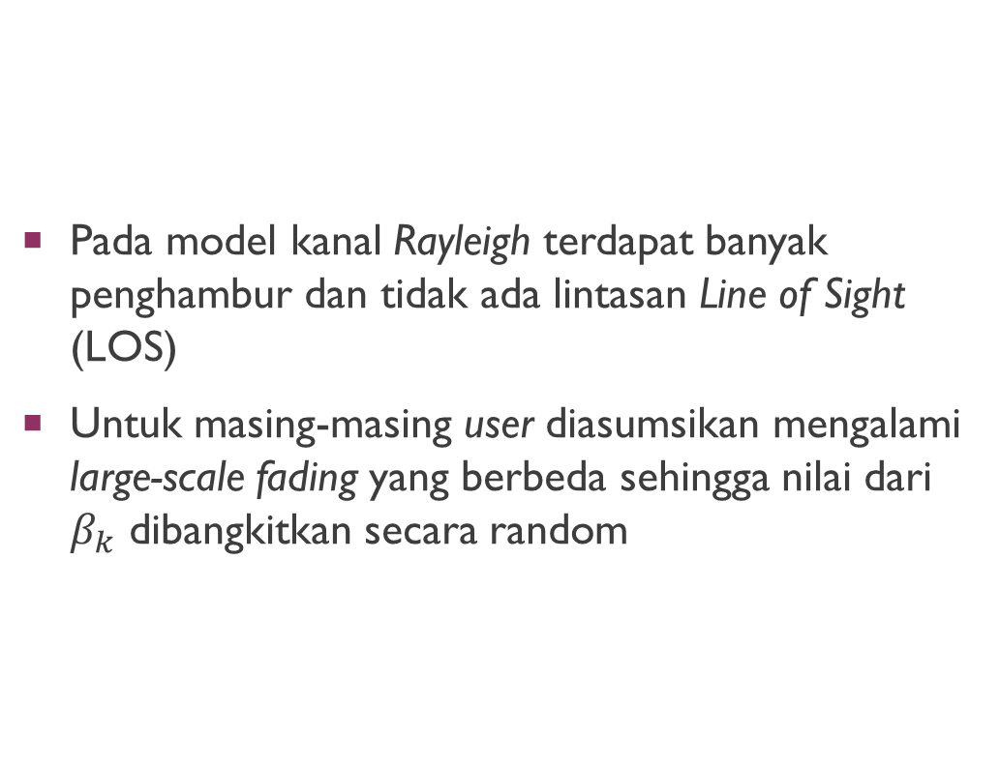 ▪ Pada model kanal Rayleigh terdapat banyak
penghambur dan tidak ada lintasan Line of Sight
(LOS)
▪ Untuk masing-masing user diasumsikan mengalami
large-scale fading yang berbeda sehingga nilai dari
βₖ dibangkitkan secara random